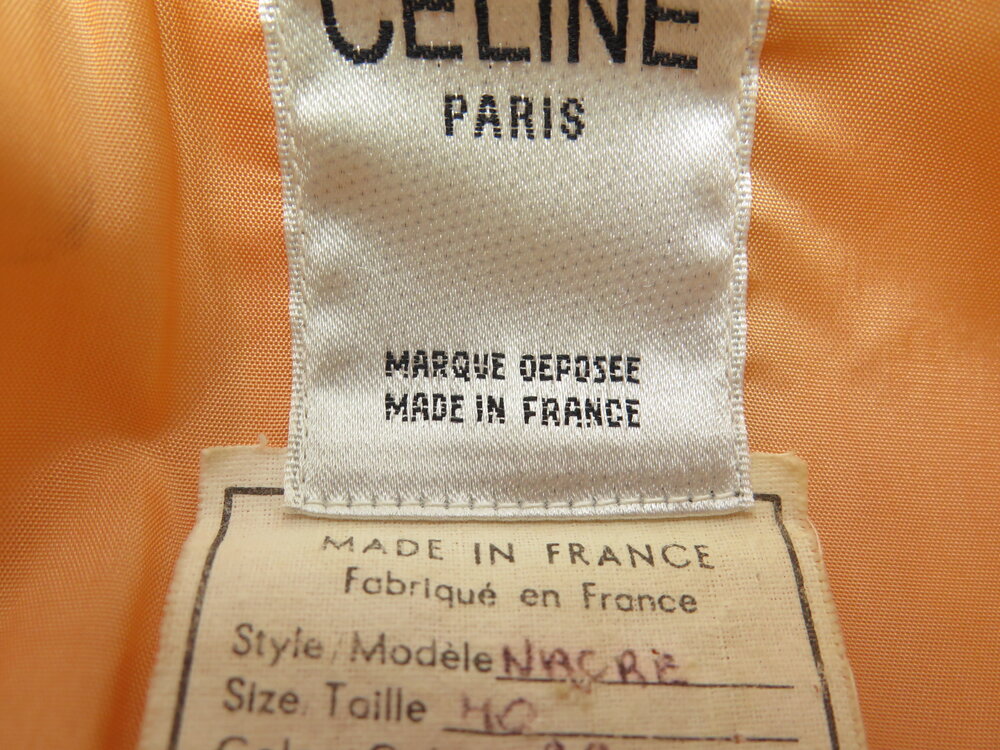 CELINE
PARIS
MARQUE DEPOSEE
MADE IN FRANCE
MADE IN FRANCE
Fabriqué en France
Style/Modèle NACRE
Size/Taille 40